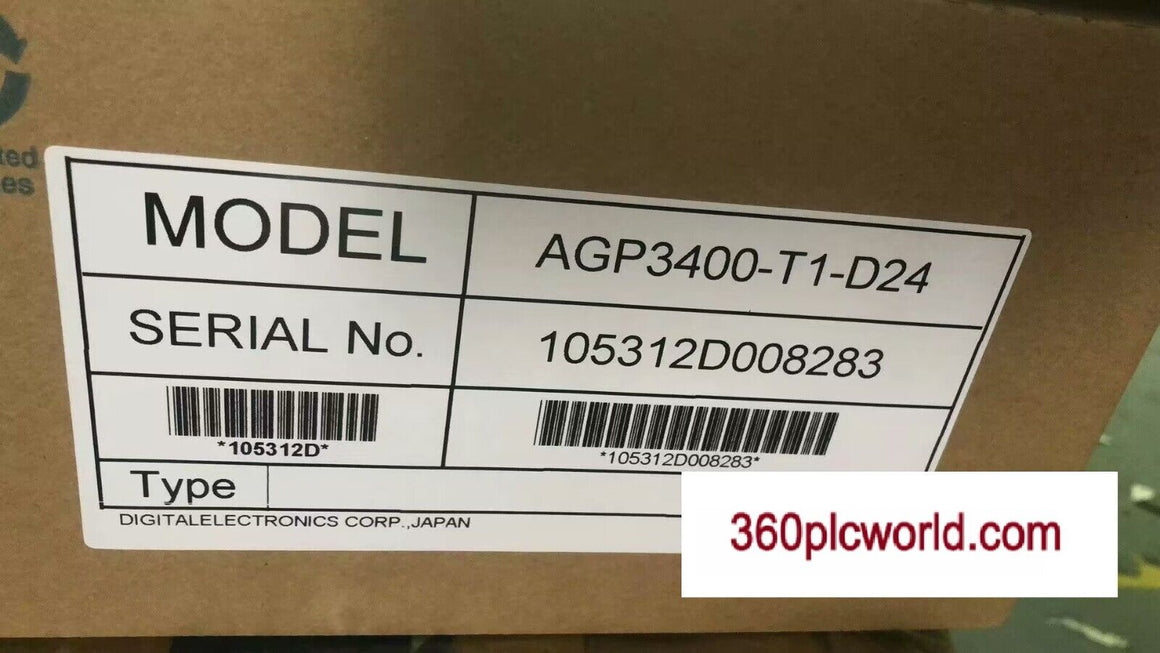 MODEL AGP3400-T1-D24
SERIAL No. 105312D008283
*105312D* *105312D008283*
Type
DIGITALELECTRONICS CORP.,JAPAN
360plcworld.com